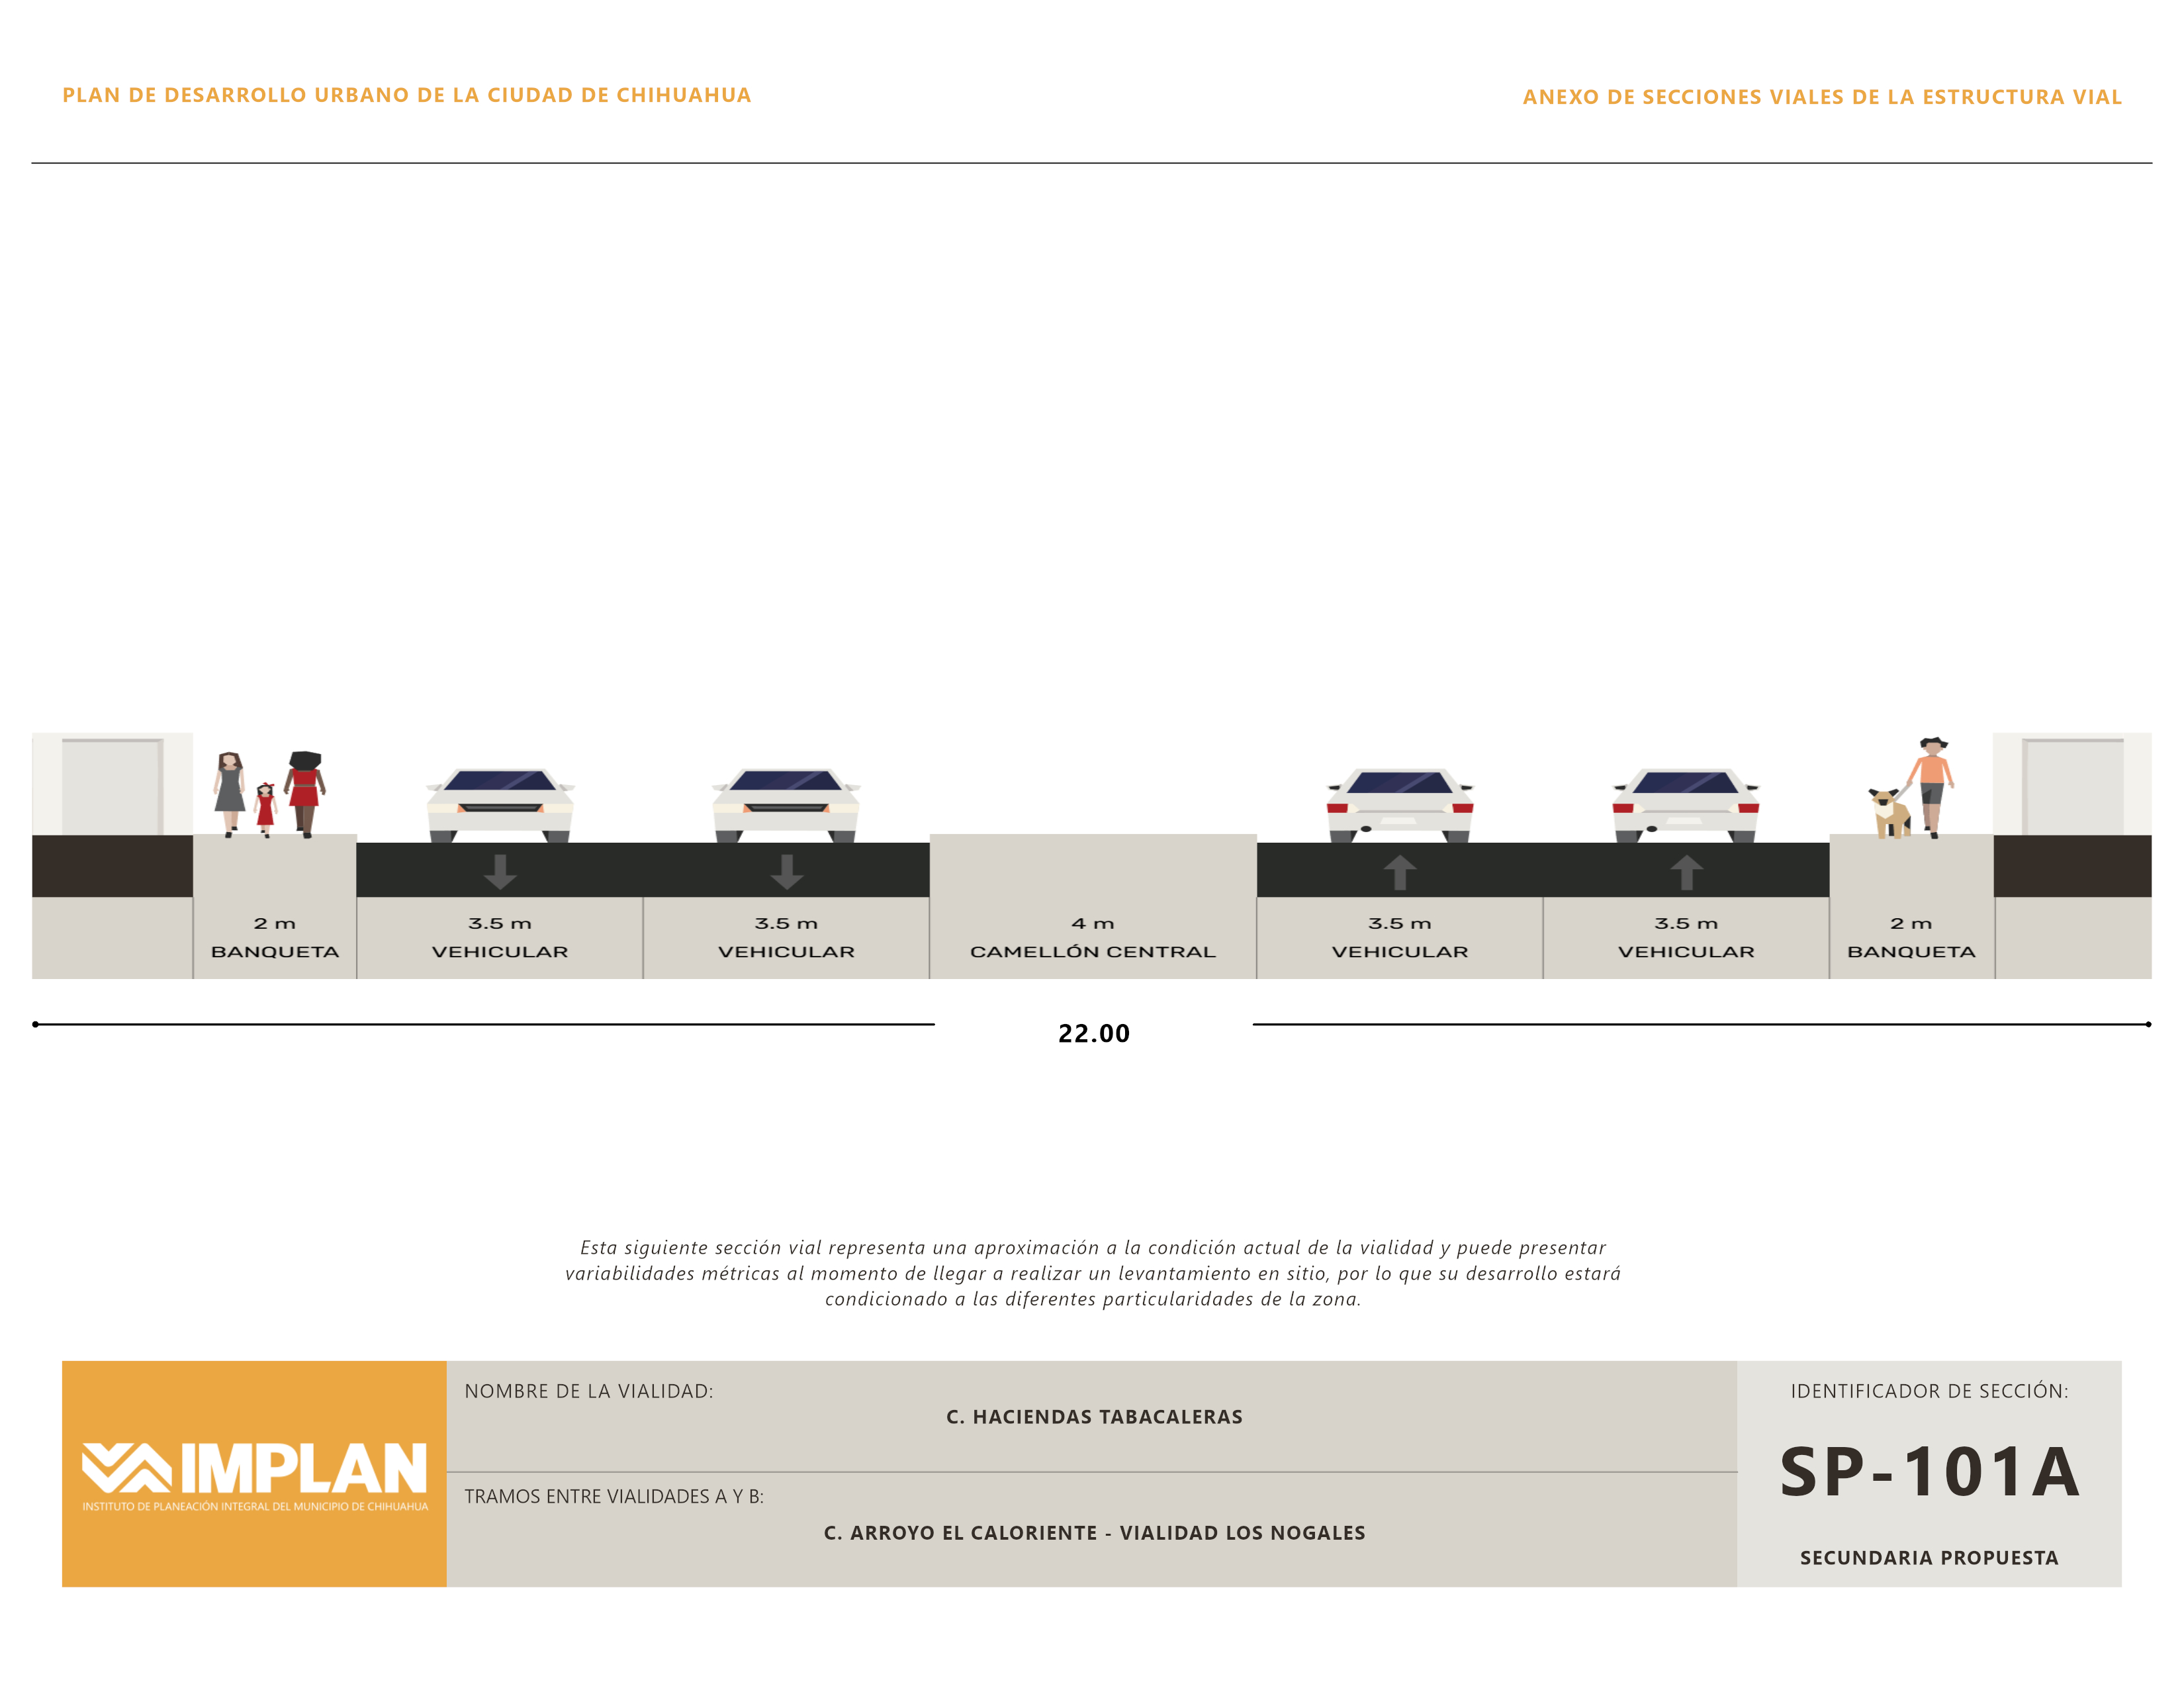 PLAN DE DESARROLLO URBANO DE LA CIUDAD DE CHIHUAHUA
ANEXO DE SECCIONES VIALES DE LA ESTRUCTURA VIAL
2 m
BANQUETA
3.5 m
VEHICULAR
3.5 m
VEHICULAR
4 m
CAMELLÓN CENTRAL
3.5 m
VEHICULAR
3.5 m
VEHICULAR
2 m
BANQUETA
22.00
Esta siguiente sección vial representa una aproximación a la condición actual de la vialidad y puede presentar
variabilidades métricas al momento de llegar a realizar un levantamiento en sitio, por lo que su desarrollo estará
condicionado a las diferentes particularidades de la zona.
IMPLAN
INSTITUTO DE PLANEACIÓN INTEGRAL DEL MUNICIPIO DE CHIHUAHUA
NOMBRE DE LA VIALIDAD:
C. HACIENDAS TABACALERAS
TRAMOS ENTRE VIALIDADES A Y B:
C. ARROYO EL CALORIENTE - VIALIDAD LOS NOGALES
IDENTIFICADOR DE SECCIÓN:
SP-101A
SECUNDARIA PROPUESTA